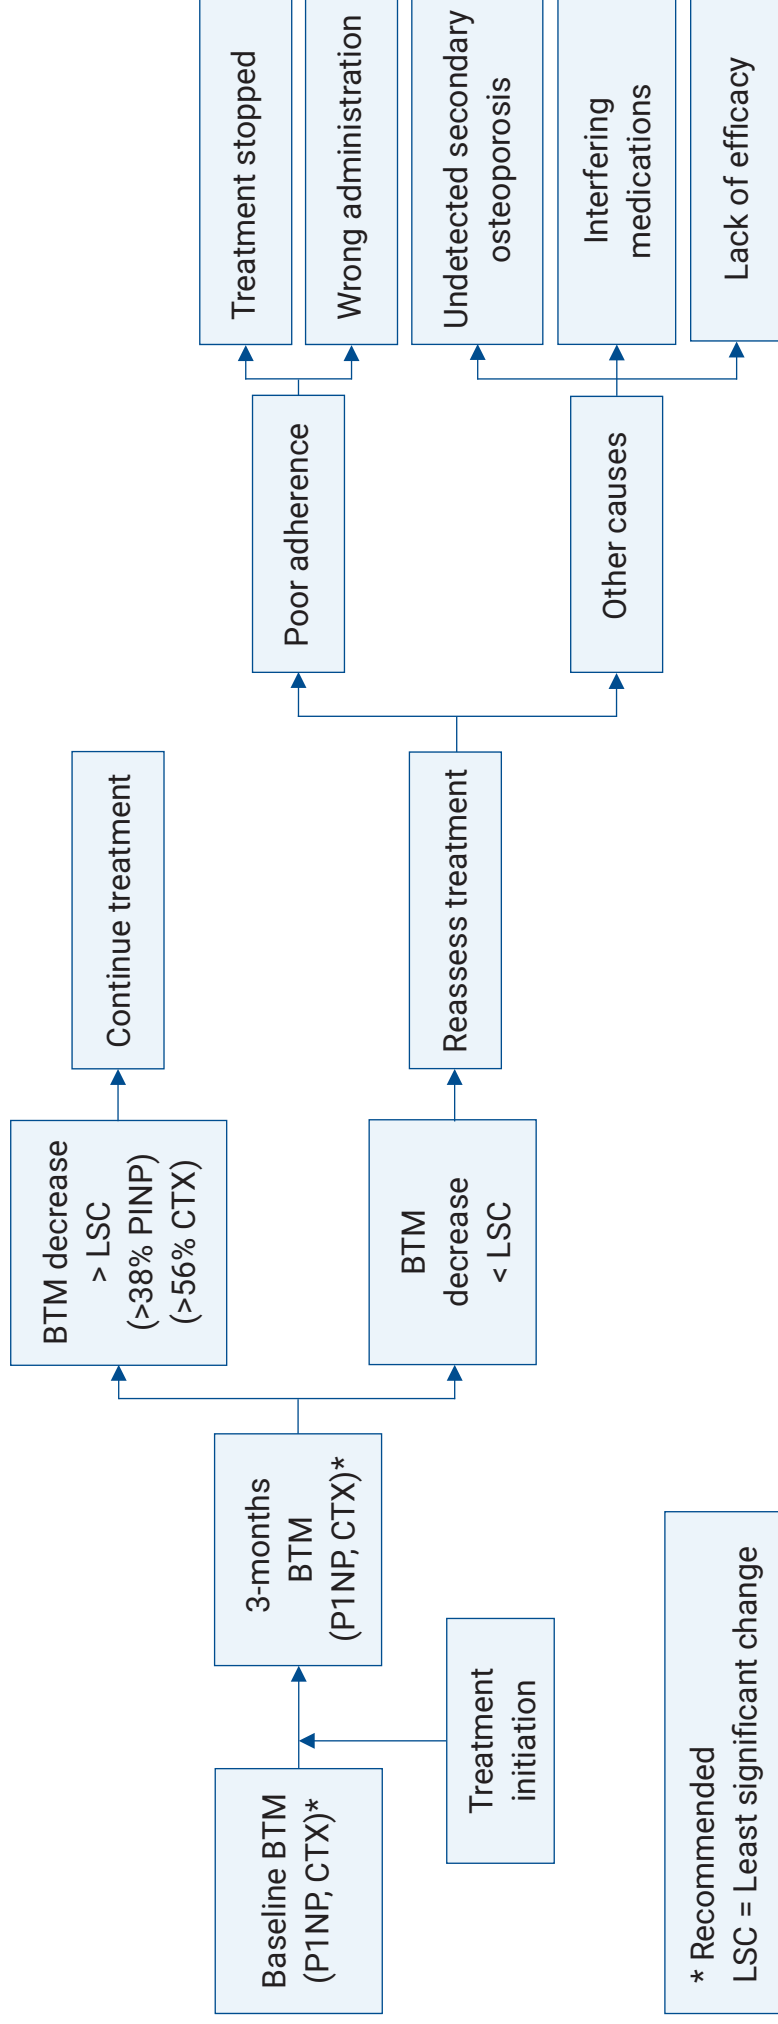 Baseline BTM
(P1NP, CTX)*
Treatment
initiation
3-months
BTM
(P1NP, CTX)*
BTM decrease
> LSC
(>38% PINP)
(>56% CTX)
Continue treatment
BTM
decrease
< LSC
Reassess treatment
Poor adherence
Treatment stopped
Wrong administration
Other causes
Undetected secondary
osteoporosis
Interfering
medications
Lack of efficacy
* Recommended
LSC = Least significant change